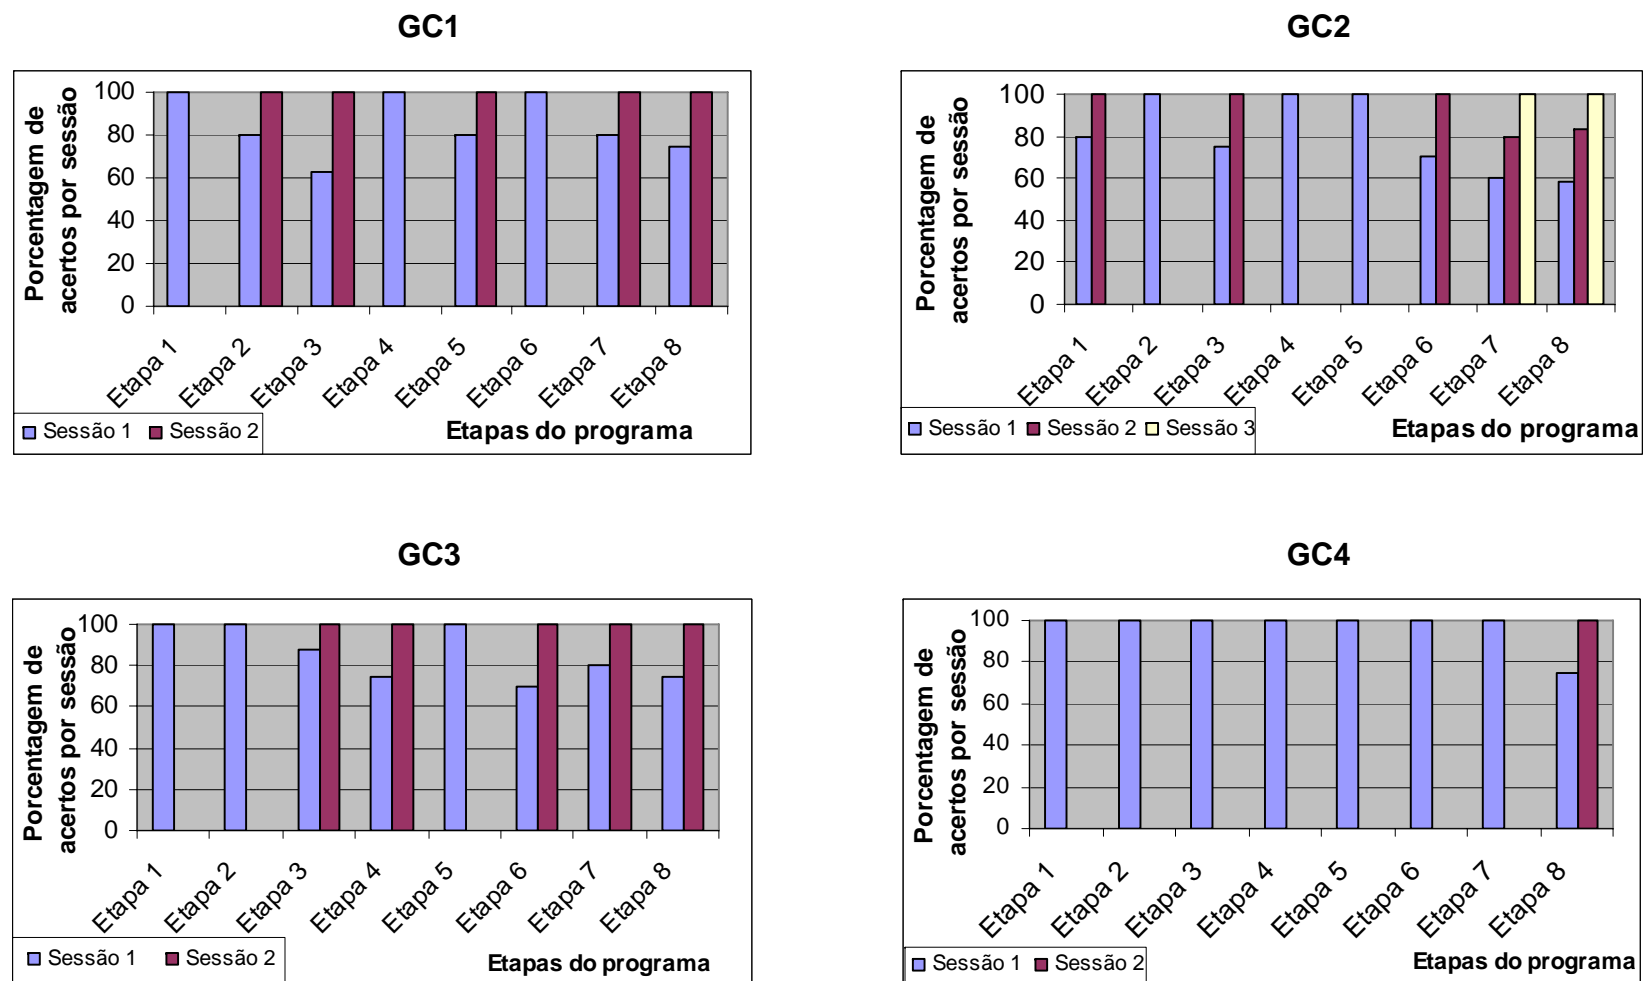 GC1
Porcentagem de
acertos por sessão
100
80
60
40
20
0
Etapa 1
Etapa 2
Etapa 3
Etapa 4
Etapa 5
Etapa 6
Etapa 7
Etapa 8
Sessão 1 Sessão 2
Etapas do programa
GC2
Porcentagem de
acertos por sessão
100
80
60
40
20
0
Etapa 1
Etapa 2
Etapa 3
Etapa 4
Etapa 5
Etapa 6
Etapa 7
Etapa 8
Sessão 1 Sessão 2 Sessão 3
Etapas do programa
GC3
Porcentagem de
acertos por sessão
100
80
60
40
20
0
Etapa 1
Etapa 2
Etapa 3
Etapa 4
Etapa 5
Etapa 6
Etapa 7
Etapa 8
Sessão 1 Sessão 2
Etapas do programa
GC4
Porcentagem de
acertos por sessão
100
80
60
40
20
0
Etapa 1
Etapa 2
Etapa 3
Etapa 4
Etapa 5
Etapa 6
Etapa 7
Etapa 8
Sessão 1 Sessão 2
Etapas do programa